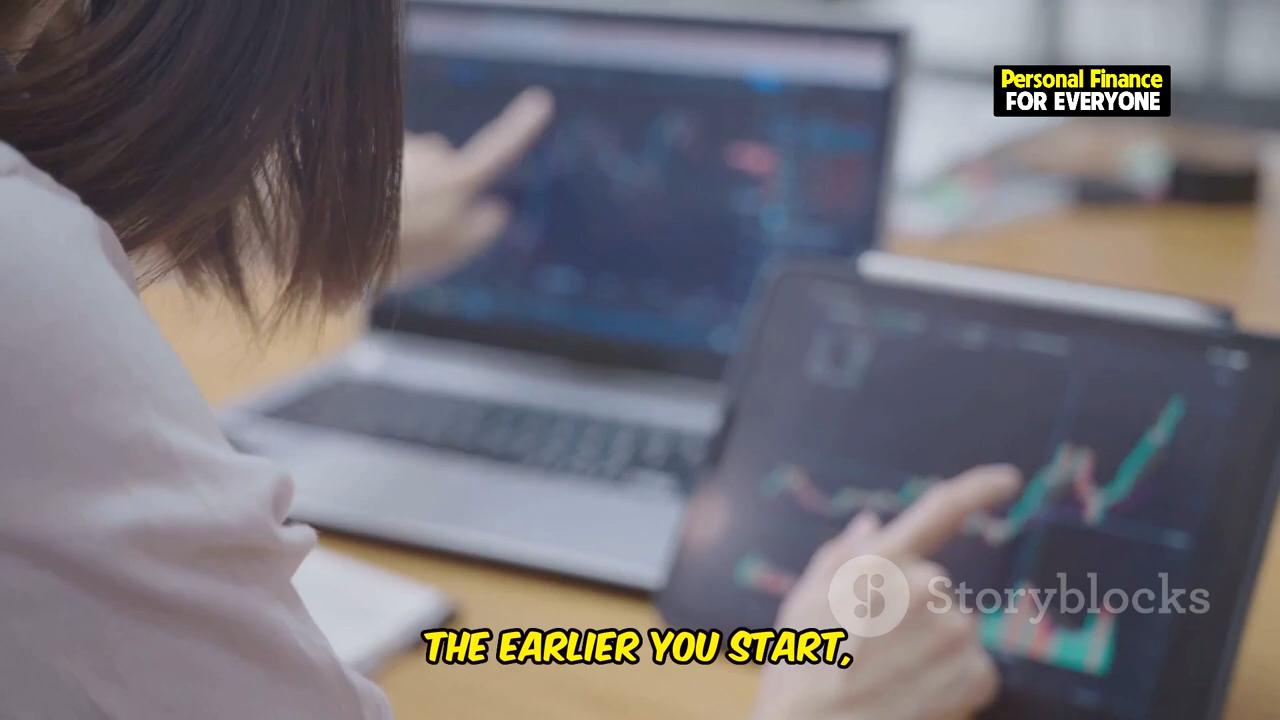 Personal Finance
FOR EVERYONE
Storyblocks
THE EARLIER YOU START,